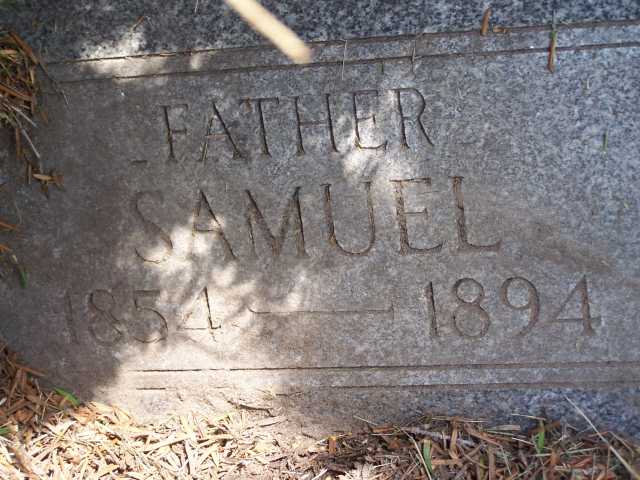 FATHER
SAMUEL
1854 — 1894